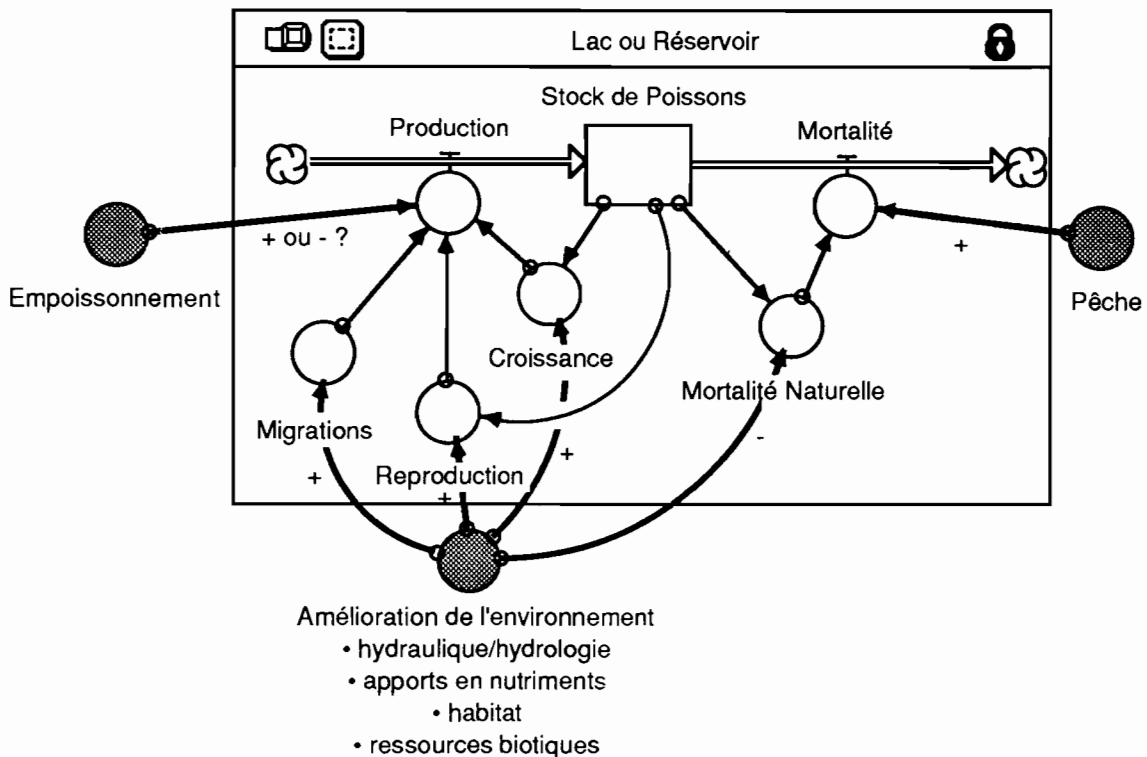 Lac ou Réservoir
Stock de Poissons
Production
Mortalité
+ ou - ?
+
-
Empoissonnement
Pêche
Croissance
Mortalité Naturelle
Migrations
+
-
+
Reproduction
+
Amélioration de l'environnement
• hydraulique/hydrologie
• apports en nutriments
• habitat
• ressources biotiques